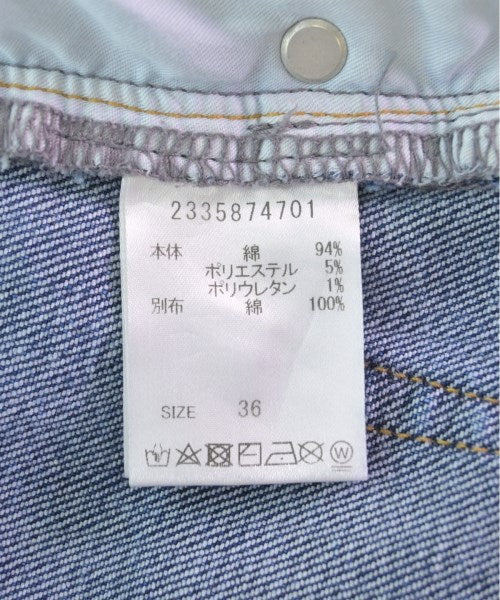 2335874701
本体 綿 94%
ポリエステル 5%
ポリウレタン 1%
別布 綿 100%
SIZE 36
W